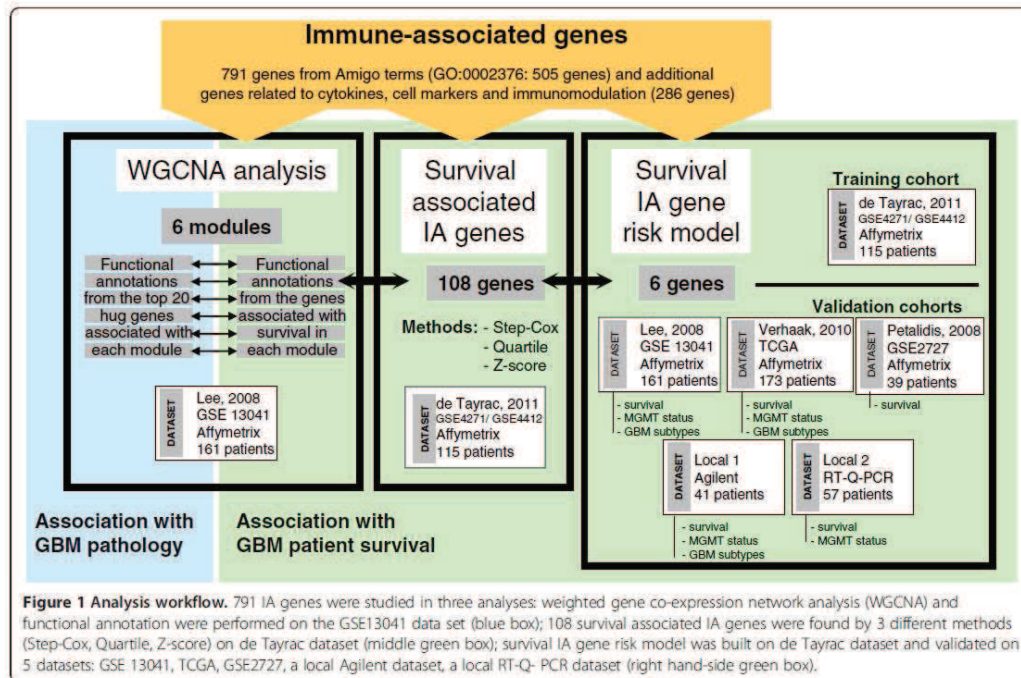 Immune-associated genes
791 genes from Amigo terms (GO:0002376: 505 genes) and additional
genes related to cytokines, cell markers and immunomodulation (286 genes)
WGCNA analysis
6 modules
Functional
annotations
from the top 20
hug genes
associated with
each module
Functional
annotations
from the genes
associated with
survival in
each module
DATASET
Lee, 2008
GSE 13041
Affymetrix
161 patients
Association with
GBM pathology
Association with
GBM patient survival
Survival
associated
IA genes
108 genes
Methods: - Step-Cox
- Quartile
- Z-score
DATASET
de Tayrac, 2011
GSE4271/ GSE4412
Affymetrix
115 patients
Survival
IA gene
risk model
6 genes
Training cohort
DATASET
de Tayrac, 2011
GSE4271/ GSE4412
Affymetrix
115 patients
Validation cohorts
DATASET
Lee, 2008
GSE 13041
Affymetrix
161 patients
- survival
- MGMT status
- GBM subtypes
DATASET
Verhaak, 2010
TCGA
Affymetrix
173 patients
- survival
- MGMT status
- GBM subtypes
DATASET
Petalidis, 2008
GSE2727
Affymetrix
39 patients
- survival
DATASET
Local 1
Agilent
41 patients
- survival
- MGMT status
- GBM subtypes
DATASET
Local 2
RT-Q-PCR
57 patients
- survival
- MGMT status
Figure 1 Analysis workflow. 791 IA genes were studied in three analyses: weighted gene co-expression network analysis (WGCNA) and
functional annotation were performed on the GSE13041 data set (blue box); 108 survival associated IA genes were found by 3 different methods
(Step-Cox, Quartile, Z-score) on de Tayrac dataset (middle green box); survival IA gene risk model was built on de Tayrac dataset and validated on
5 datasets: GSE 13041, TCGA, GSE2727, a local Agilent dataset, a local RT-Q- PCR dataset (right hand-side green box).